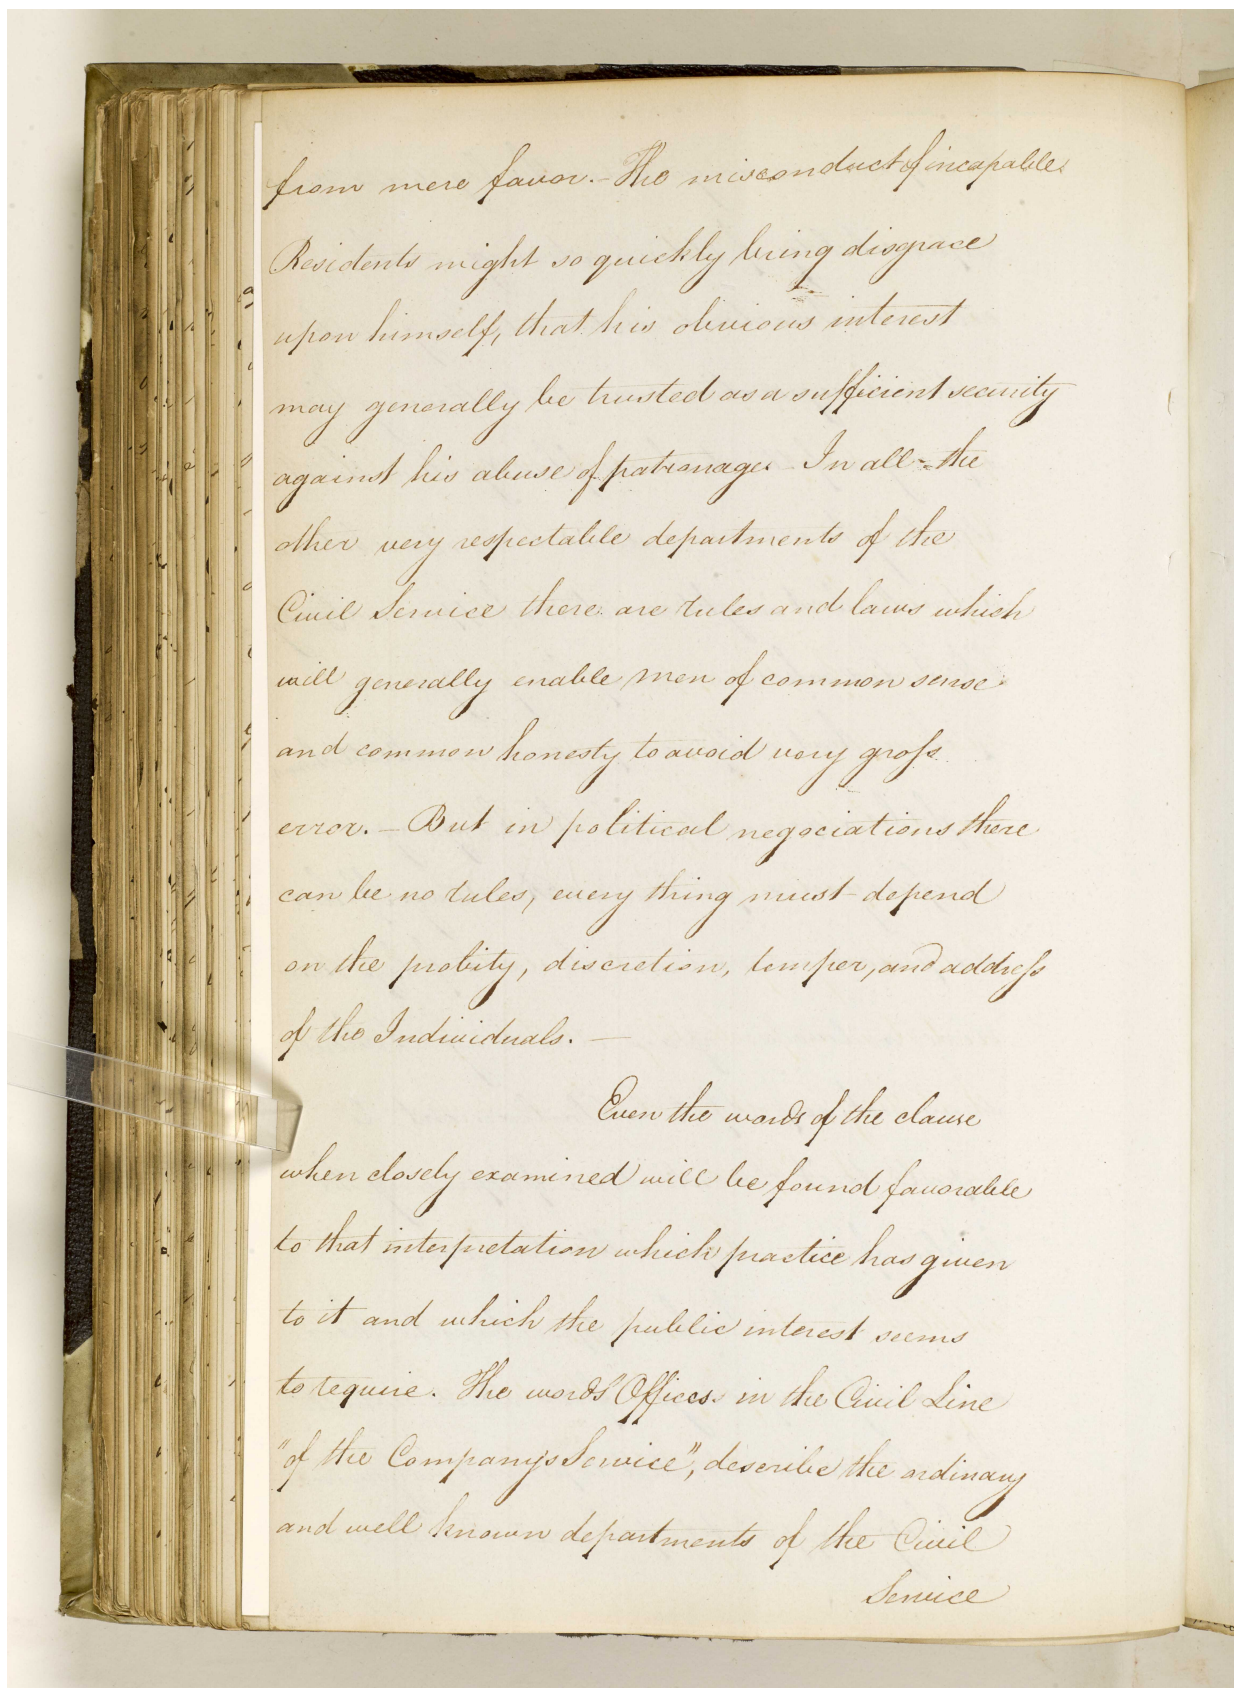 from mere favor. – The misconduct of incapable
Residents might so quickly bring disgrace
upon himself, that his obvious interest
may generally be trusted as a sufficient security
against his abuse of patronage. In all the
other very respectable departments of the
Civil Service there are rules and laws which
will generally enable men of common sense
and common honesty to avoid very groſs
error. – But in political negociations there
can be no rules, every thing must depend
on the probity, discretion, temper, and addreſs
of the Individuals. —
Even the words of the clause
when closely examined will be found favorable
to that interpretation which practice has given
to it and which the public interest seems
to require. The words "Offices in the Civil Line
"of the Company's Service", describe the ordinary
and well known departments of the Civil
Service